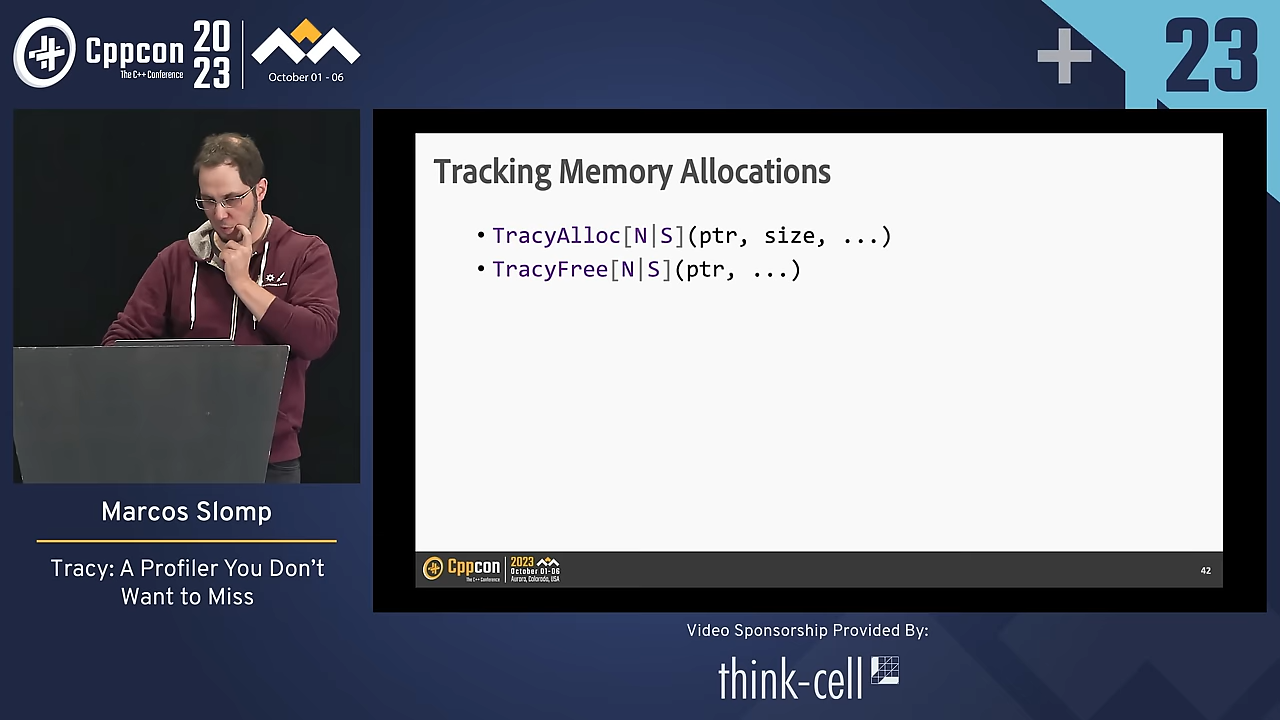 Cppcon
The C++ Conference
20
23
October 01 - 06
23
Tracking Memory Allocations
• TracyAlloc[N|S](ptr, size, ...)
• TracyFree[N|S](ptr, ...)
Cppcon
The C++ Conference
2023
October 01-06
Aurora, Colorado, USA
42
Marcos Slomp
Tracy: A Profiler You Don't
Want to Miss
Video Sponsorship Provided By:
think-cell